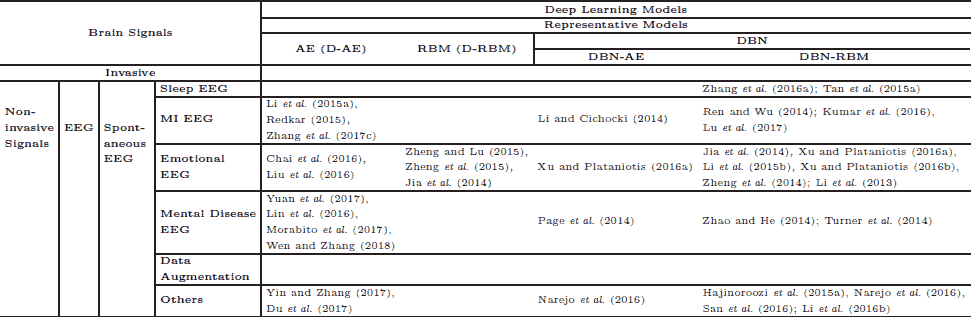 Brain Signals
Deep Learning Models
Representative Models
AE (D-AE)
RBM (D-RBM)
DBN
DBN-AE
DBN-RBM
Invasive
Non-
invasive
Signals
EEG
Spont-
aneous
EEG
Sleep EEG
Zhang et al. (2016a); Tan et al. (2015a)
MI EEG
Li et al. (2015a),
Redkar (2015),
Zhang et al. (2017c)
Li and Cichocki (2014)
Ren and Wu (2014); Kumar et al. (2016),
Lu et al. (2017)
Emotional
EEG
Chai et al. (2016),
Liu et al. (2016)
Zheng and Lu (2015),
Zheng et al. (2015),
Jia et al. (2014)
Xu and Plataniotis (2016a)
Jia et al. (2014), Xu and Plataniotis (2016a),
Li et al. (2015b), Xu and Plataniotis (2016b),
Zheng et al. (2014); Li et al. (2013)
Mental Disease
EEG
Yuan et al. (2017),
Lin et al. (2016),
Morabito et al. (2017),
Wen and Zhang (2018)
Page et al. (2014)
Zhao and He (2014); Turner et al. (2014)
Data
Augmentation
Others
Yin and Zhang (2017),
Du et al. (2017)
Narejo et al. (2016)
Hajinoroozi et al. (2015a), Narejo et al. (2016),
San et al. (2016); Li et al. (2016b)